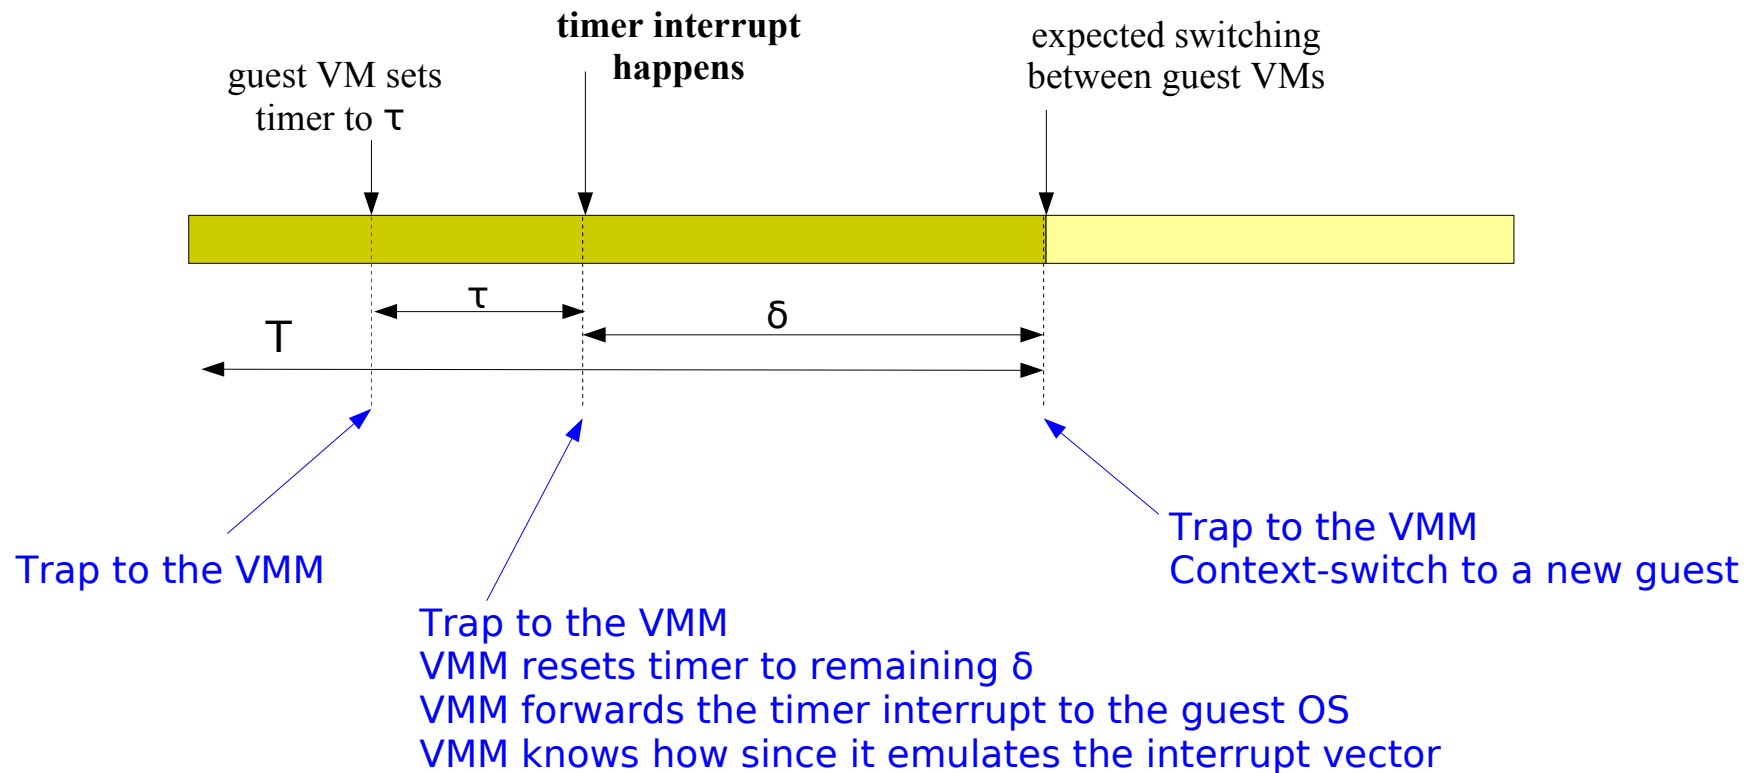 timer interrupt
happens
expected switching
between guest VMs
guest VM sets
timer to τ
τ
δ
T
Trap to the VMM
Context-switch to a new guest
Trap to the VMM
Trap to the VMM
VMM resets timer to remaining δ
VMM forwards the timer interrupt to the guest OS
VMM knows how since it emulates the interrupt vector